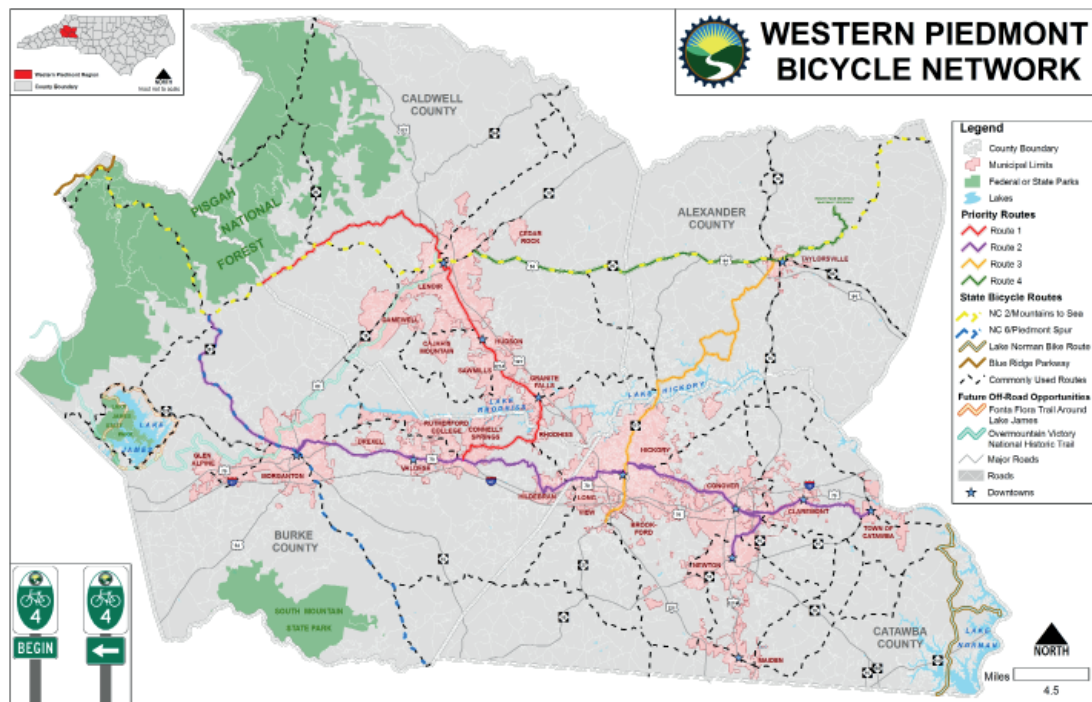 WESTERN PIEDMONT
BICYCLE NETWORK
Western Piedmont Region
County Boundary
NORTH
CALDWELL
COUNTY
ALEXANDER
COUNTY
PISGAH
NATIONAL
FOREST
CEDAR
ROCK
LENOIR
GAMEWELL
CAJAH'S
MOUNTAIN
HUDSON
SAWMILLS
GRANITE
FALLS
TAYLORSVILLE
LAKE HICKORY
LAKE
RHODHISS
RUTHERFORD
COLLEGE
CONNELLY
SPRINGS
RHODHISS
DREXEL
VALDESE
GLEN
ALPINE
MORGANTON
HILDEBRAN
LONG
VIEW
HICKORY
BROOK-
FORD
CONOVER
CLAREMONT
TOWN OF
CATAWBA
NEWTON
MAIDEN
BURKE
COUNTY
SOUTH MOUNTAIN
STATE PARK
CATAWBA
COUNTY
LAKE
NORMAN
LAKE
JAMES
Legend
County Boundary
Municipal Limits
Federal or State Parks
Lakes
Priority Routes
Route 1
Route 2
Route 3
Route 4
State Bicycle Routes
NC 2/Mountains to Sea
NC 6/Piedmont Spur
Lake Norman Bike Route
Blue Ridge Parkway
Commonly Used Routes
Future Off-Road Opportunities
Fonta Flora Trail Around
Lake James
Overmountain Victory
National Historic Trail
Major Roads
Roads
Downtowns
4
BEGIN
4
NORTH
Miles
4.5